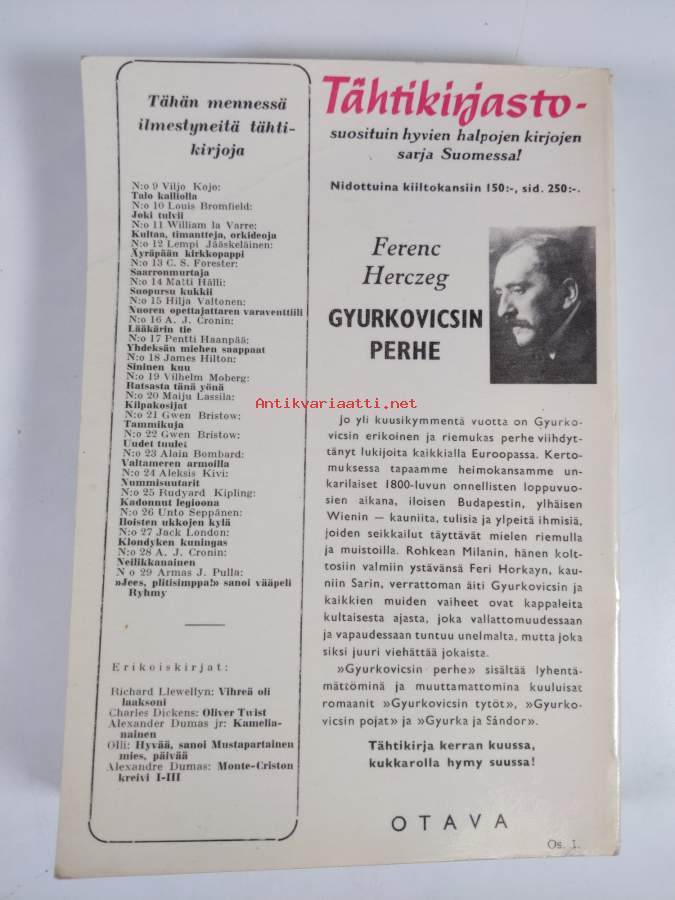 Tähän mennessä
ilmestyneitä tähti-
kirjoja
N:o 9 Viljo Kojo:
Talo kalliolla
N:o 10 Louis Bromfield:
Joki tulvii
N:o 11 William la Varre:
Kultaa, timantteja, orkideoja
N:o 12 Lempi Jääskeläinen:
Äyräpään kirkkopappi
N:o 13 C. S. Forester:
Saarronmurtaja
N:o 14 Matti Hälli:
Suopursu kukkii
N:o 15 Hilja Valtonen:
Nuoren opettajattaren varaventtiili
N:o 16 A. J. Cronin:
Lääkärin tie
N:o 17 Pentti Haanpää:
Yhdeksän miehen saappaat
N:o 18 James Hilton:
Sininen kuu
N:o 19 Vilhelm Moberg:
Ratsasta tänä yönä
N:o 20 Maiju Lassila:
Kilpakosijat
N:o 21 Gwen Bristow:
Tammikuja
N:o 22 Gwen Bristow:
Uudet tuulet
N:o 23 Alain Bombard:
Valtameren armoilla
N:o 24 Aleksis Kivi:
Nummisuutarit
N:o 25 Rudyard Kipling:
Kadonnut legioona
N:o 26 Unto Seppänen:
Iloisten ukkojen kylä
N:o 27 Jack London:
Klondyken kuningas
N:o 28 A. J. Cronin:
Neilikkanainen
N o 29 Armas J. Pulla:
»Jees, plitisimppa!» sanoi vääpeli
Ryhmy
Erikoiskirjat:
Richard Llewellyn: Vihreä oli
laaksoni
Charles Dickens: Oliver Twist
Alexander Dumas jr: Kamelia-
nainen
Olli: Hyvää, sanoi Mustapartainen
mies, päivää
Alexandre Dumas: Monte-Criston
kreivi I-III
Tähtikirjasto-
suosituin hyvien halpojen kirjojen
sarja Suomessa!
Nidottuina kiiltokansiin 150:-, sid. 250:-.
Ferenc
Herczeg
GYURKOVICSIN
PERHE
Antikvariaatti.net
Jo yli kuusikymmentä vuotta on Gyurko-
vicsin erikoinen ja riemukas perhe viihdyt-
tänyt lukijoita kaikkialla Euroopassa. Kerto-
muksessa tapaamme heimokansamme un-
karilaiset 1800-luvun onnellisten loppuvuo-
sien aikana, iloisen Budapestin, ylhäisen
Wienin — kauniita, tulisia ja ylpeitä ihmisiä,
joiden seikkailut täyttävät mielen riemulla
ja muistoilla. Rohkean Milanin, hänen kolt-
tosiin valmiin ystävänsä Feri Horkayn, kau-
niin Sarin, verrattoman äiti Gyurkovicsin ja
kaikkien muiden vaiheet ovat kappaleita
kultaisesta ajasta, joka vallattomuudessaan
ja vapaudessaan tuntuu unelmalta, mutta joka
siksi juuri viehättää jokaista.
»Gyurkovicsin perhe» sisältää lyhentä-
mättöminä ja muuttamattomina kuuluisat
romaanit »Gyurkovicsin tytöt», »Gyurko-
vicsin pojat» ja »Gyurka ja Sándor».
Tähtikirja kerran kuussa,
kukkarolla hymy suussa!
OTAVA
Os. 1.